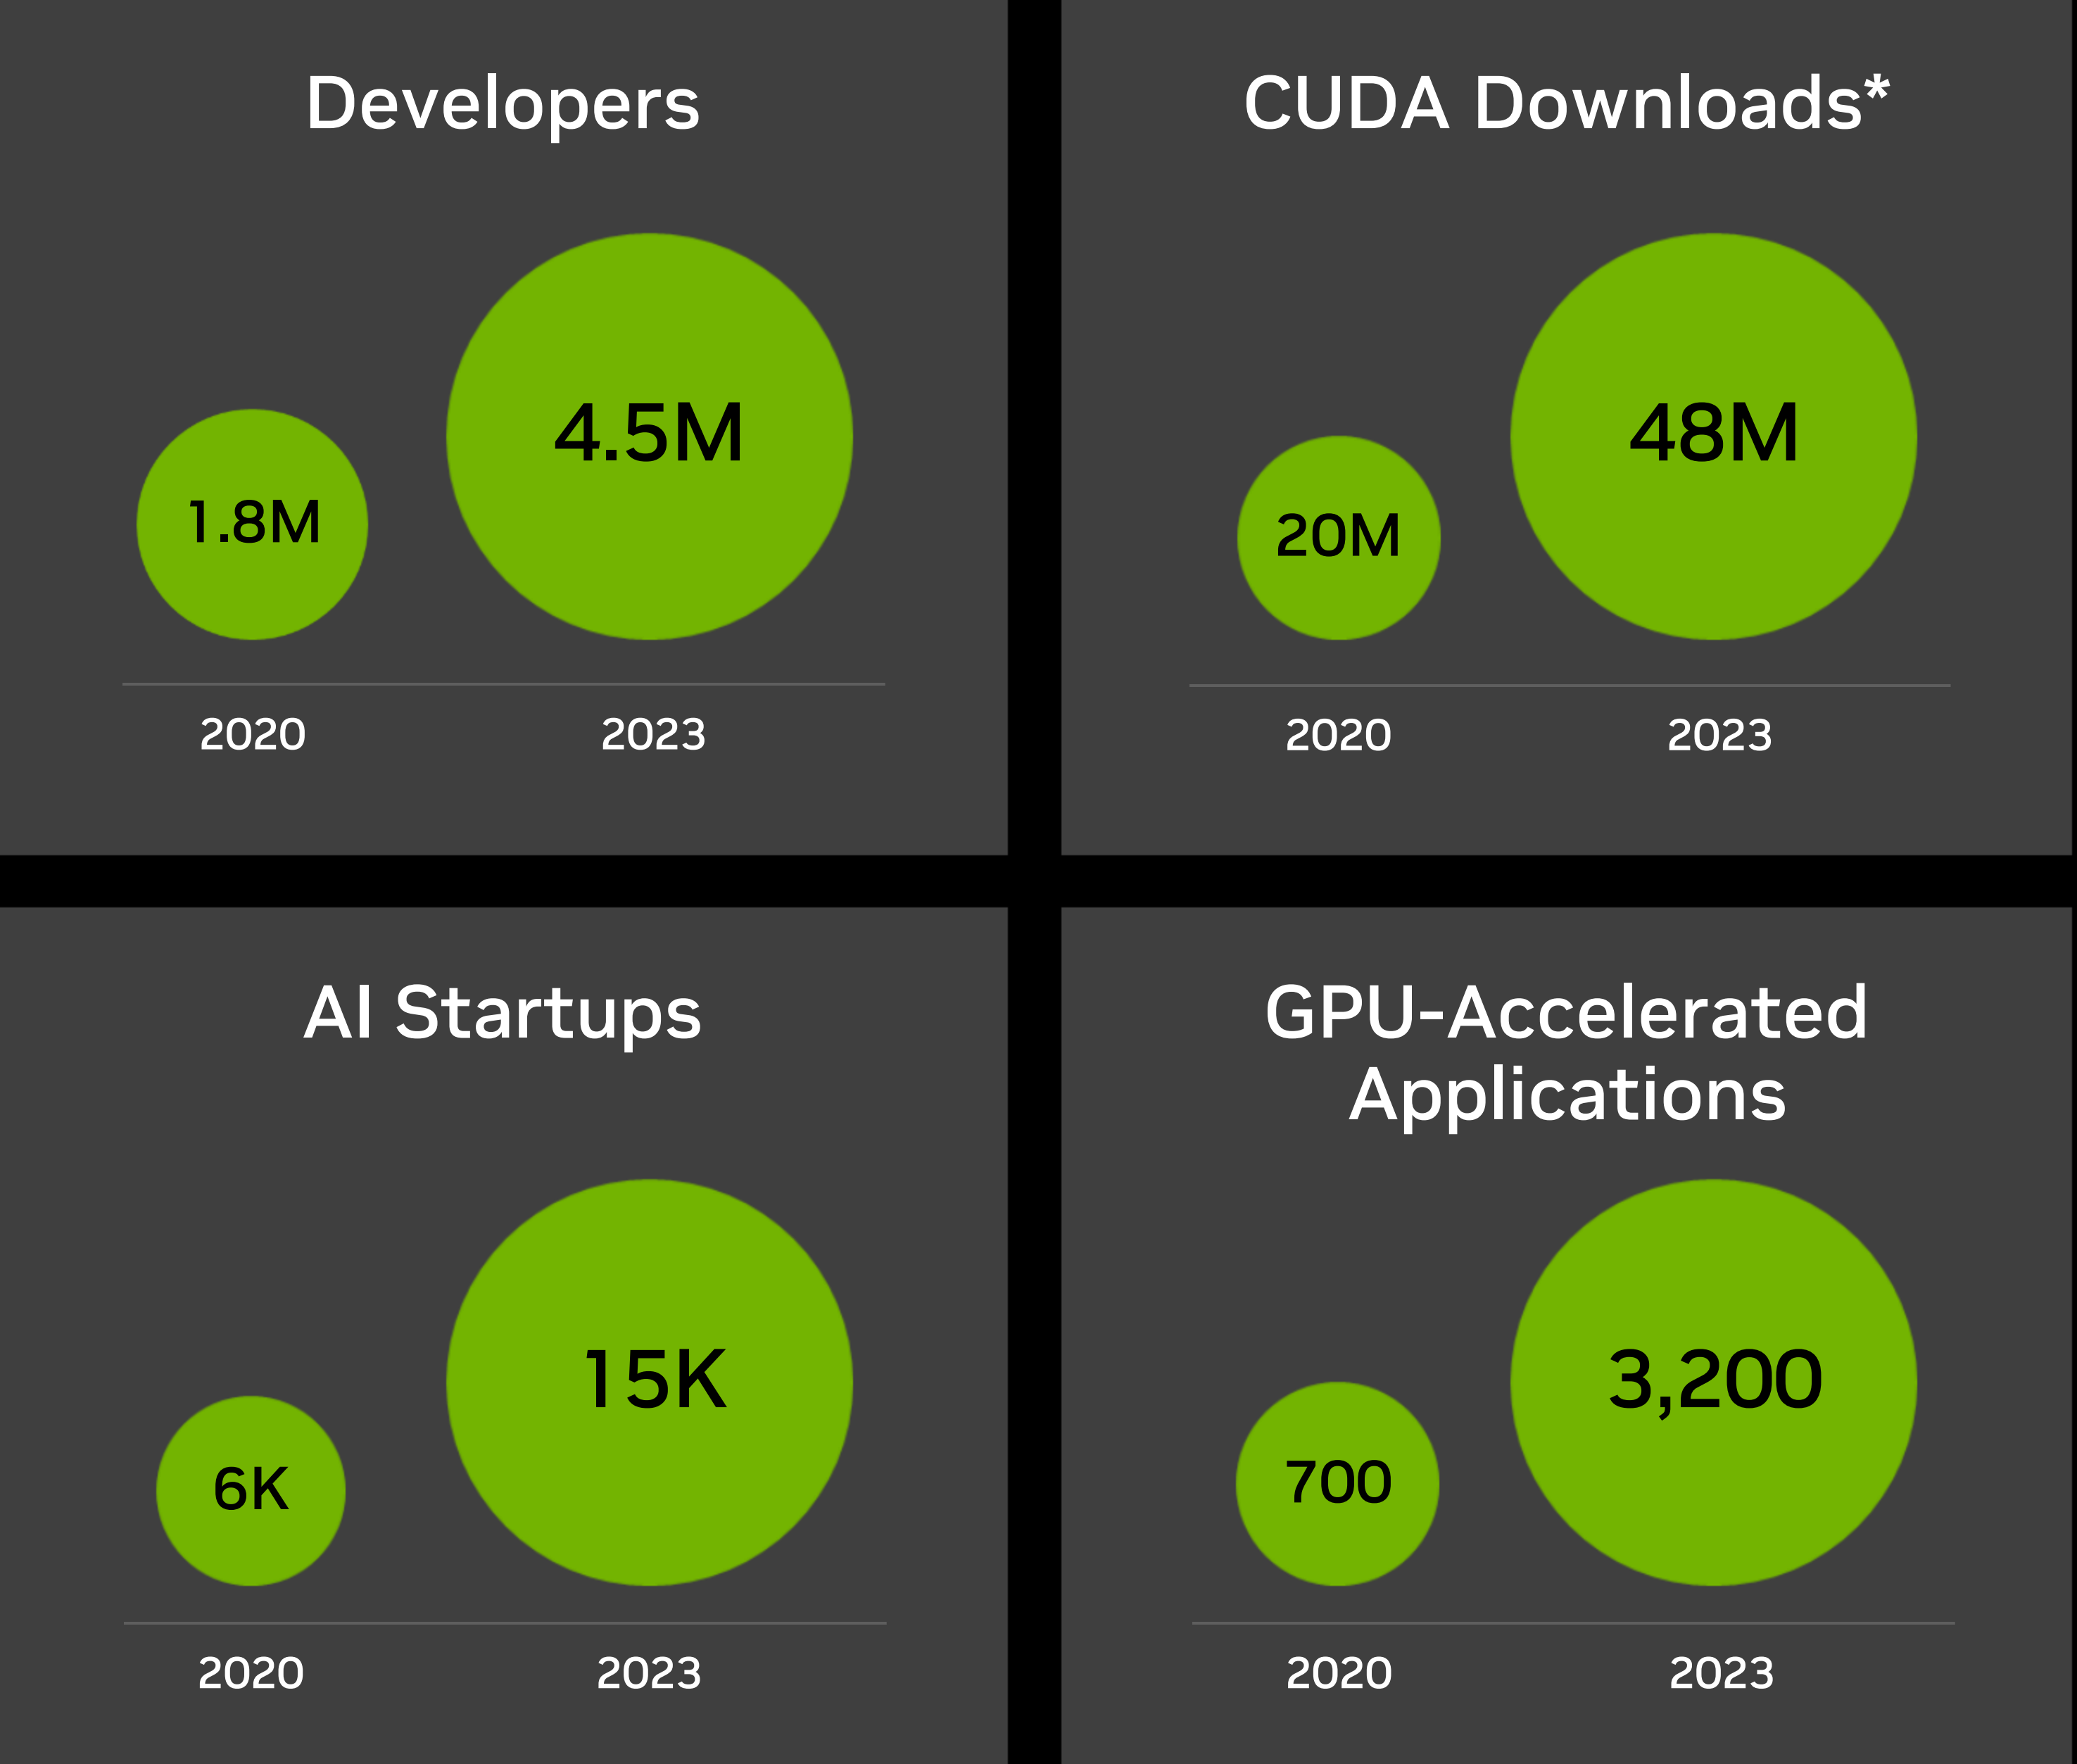 Developers
1.8M
4.5M
2020
2023
CUDA Downloads*
20M
48M
2020
2023
AI Startups
6K
15K
2020
2023
GPU-Accelerated
Applications
700
3,200
2020
2023